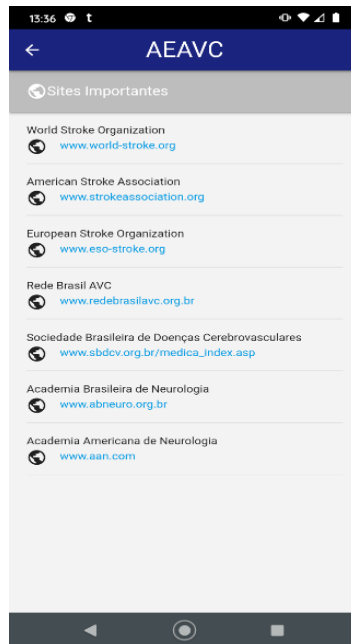 13:36 t
AEAVC
Sites Importantes
World Stroke Organization
www.world-stroke.org
American Stroke Association
www.strokeassociation.org
European Stroke Organization
www.eso-stroke.org
Rede Brasil AVC
www.redebrasilavc.org.br
Sociedade Brasileira de Doenças Cerebrovasculares
www.sbdcv.org.br/medica_index.asp
Academia Brasileira de Neurologia
www.abneuro.org.br
Academia Americana de Neurologia
www.aan.com